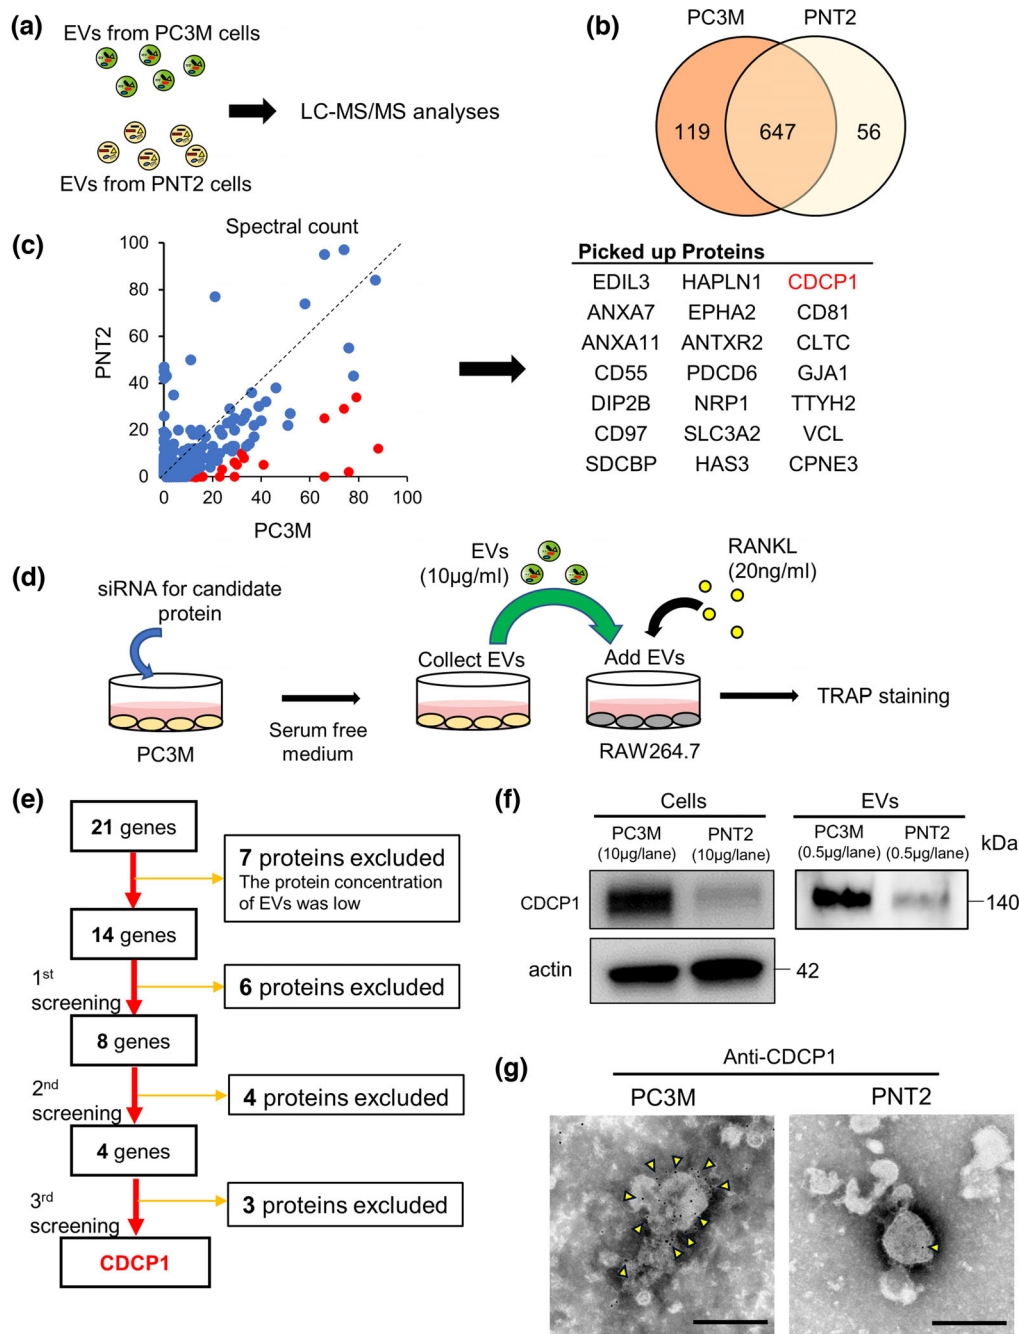 (a)
EVs from PC3M cells
LC-MS/MS analyses
EVs from PNT2 cells
(b)
PC3M PNT2
119 647 56
(c)
Spectral count
PNT2
100
80
60
40
20
0
0 20 40 60 80 100
PC3M
Picked up Proteins
EDIL3 HAPLN1 CDCP1
ANXA7 EPHA2 CD81
ANXA11 ANTXR2 CLTC
CD55 PDCD6 GJA1
DIP2B NRP1 TTYH2
CD97 SLC3A2 VCL
SDCBP HAS3 CPNE3
(d)
siRNA for candidate
protein
PC3M
Serum free
medium
EVs
(10µg/ml)
Collect EVs
RANKL
(20ng/ml)
Add EVs
RAW264.7
TRAP staining
(e)
21 genes
7 proteins excluded
The protein concentration
of EVs was low
14 genes
1st
screening
6 proteins excluded
8 genes
2nd
screening
4 proteins excluded
4 genes
3rd
screening
3 proteins excluded
CDCP1
(f)
Cells EVs
PC3M PNT2 PC3M PNT2 kDa
(10µg/lane) (10µg/lane) (0.5µg/lane) (0.5µg/lane)
CDCP1 140
actin 42
(g)
Anti-CDCP1
PC3M PNT2